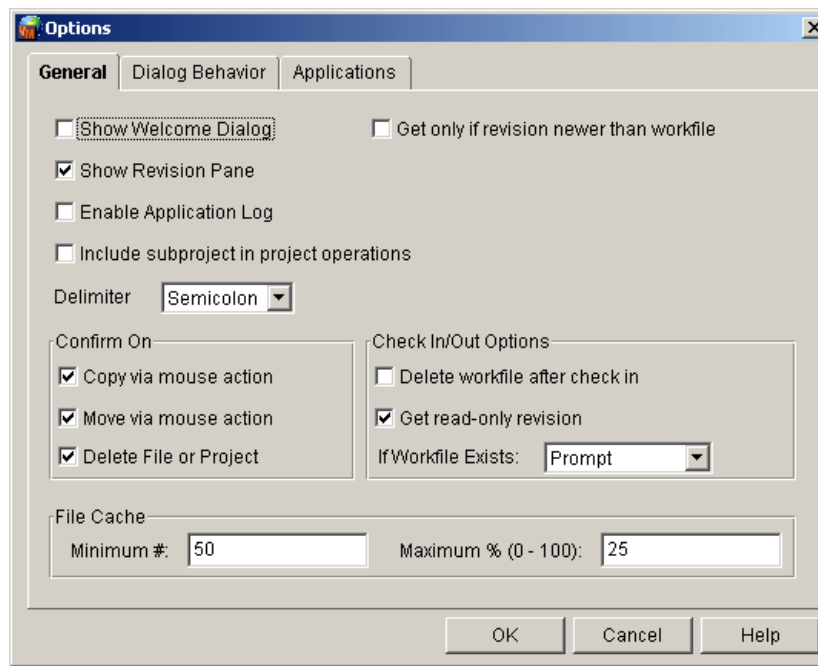 Options
General
Dialog Behavior
Applications
Show Welcome Dialog
Get only if revision newer than workfile
Show Revision Pane
Enable Application Log
Include subproject in project operations
Delimiter
Semicolon
Confirm On
Copy via mouse action
Move via mouse action
Delete File or Project
Check In/Out Options
Delete workfile after check in
Get read-only revision
If Workfile Exists:
Prompt
File Cache
Minimum #:
50
Maximum % (0 - 100):
25
OK
Cancel
Help